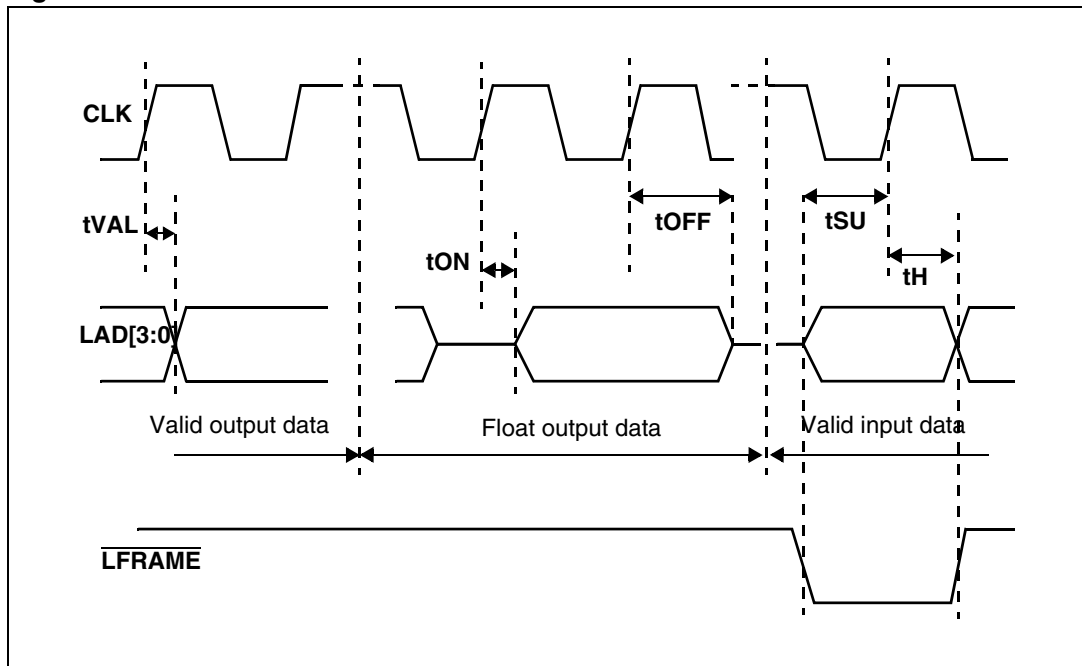 CLK
tVAL
tOFF
tSU
tON
tH
LAD[3:0]
Valid output data
Float output data
Valid input data
LFRAME